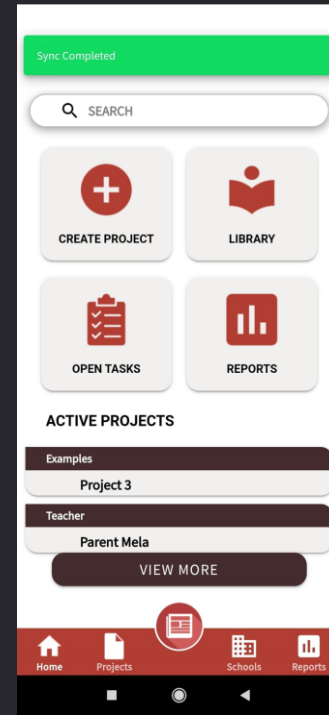 Sync Completed
SEARCH
CREATE PROJECT
LIBRARY
OPEN TASKS
REPORTS
ACTIVE PROJECTS
Examples
Project 3
Teacher
Parent Mela
VIEW MORE
Home
Projects
Schools
Reports